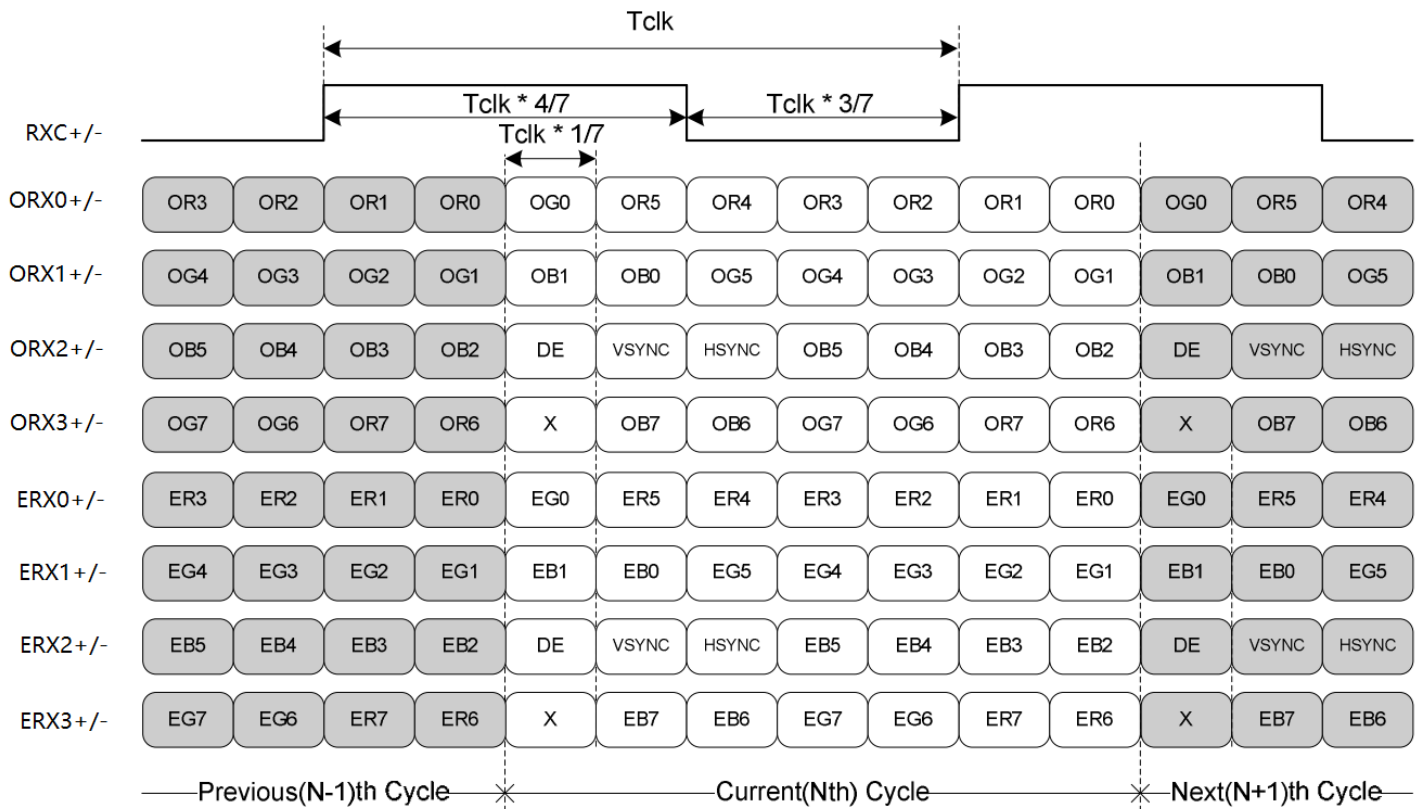 Tclk
Tclk * 4/7 Tclk * 3/7
RXC+/-
Tclk * 1/7
ORX0+/- OR3 OR2 OR1 OR0 OG0 OR5 OR4 OR3 OR2 OR1 OR0 OG0 OR5 OR4
ORX1+/- OG4 OG3 OG2 OG1 OB1 OB0 OG5 OG4 OG3 OG2 OG1 OB1 OB0 OG5
ORX2+/- OB5 OB4 OB3 OB2 DE VSYNC HSYNC OB5 OB4 OB3 OB2 DE VSYNC HSYNC
ORX3+/- OG7 OG6 OR7 OR6 X OB7 OB6 OG7 OG6 OR7 OR6 X OB7 OB6
ERX0+/- ER3 ER2 ER1 ER0 EG0 ER5 ER4 ER3 ER2 ER1 ER0 EG0 ER5 ER4
ERX1+/- EG4 EG3 EG2 EG1 EB1 EB0 EG5 EG4 EG3 EG2 EG1 EB1 EB0 EG5
ERX2+/- EB5 EB4 EB3 EB2 DE VSYNC HSYNC EB5 EB4 EB3 EB2 DE VSYNC HSYNC
ERX3+/- EG7 EG6 ER7 ER6 X EB7 EB6 EG7 EG6 ER7 ER6 X EB7 EB6
Previous(N-1)th Cycle Current(Nth) Cycle Next(N+1)th Cycle